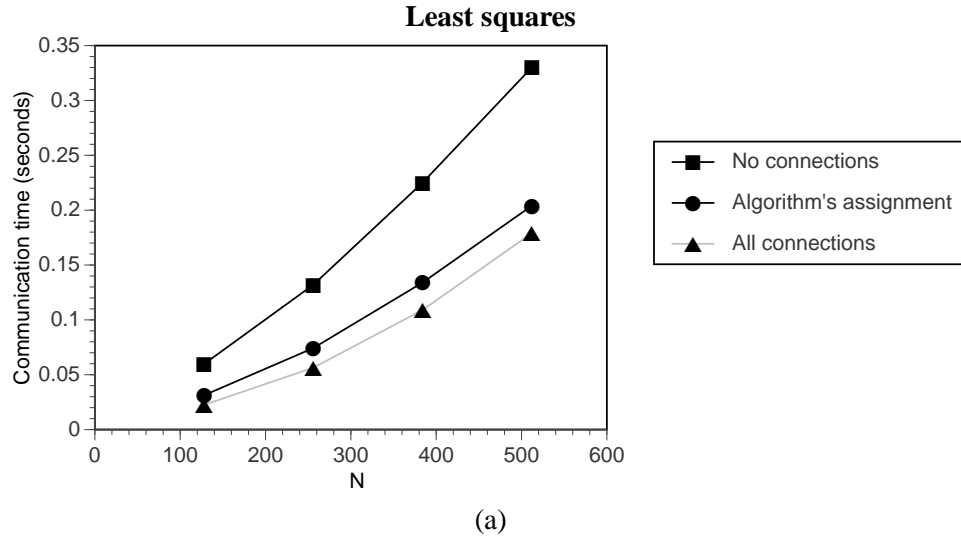 Least squares
0.35
0.3
0.25
0.2
0.15
0.1
0.05
0
Communication time (seconds)
0 100 200 300 400 500 600
N
No connections
Algorithm's assignment
All connections
(a)